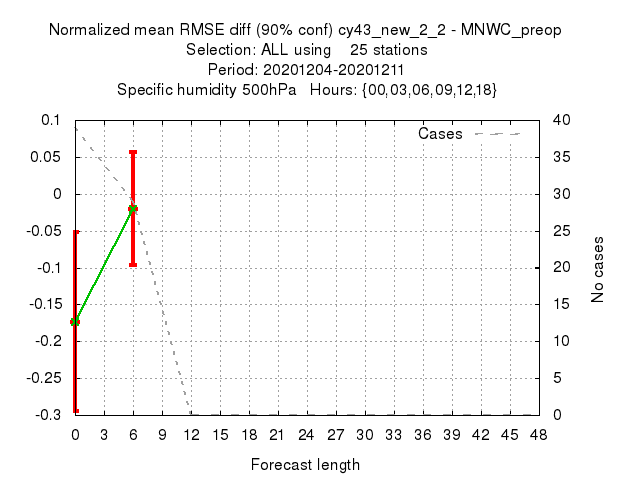 Normalized mean RMSE diff (90% conf) cy43_new_2_2 - MNWC_preop
Selection: ALL using 25 stations
Period: 20201204-20201211
Specific humidity 500hPa Hours: {00,03,06,09,12,18}
Cases
0.1
0.05
0
-0.05
-0.1
-0.15
-0.2
-0.25
-0.3
40
35
30
25
20
15
10
5
0
No cases
0 3 6 9 12 15 18 21 24 27 30 33 36 39 42 45 48
Forecast length